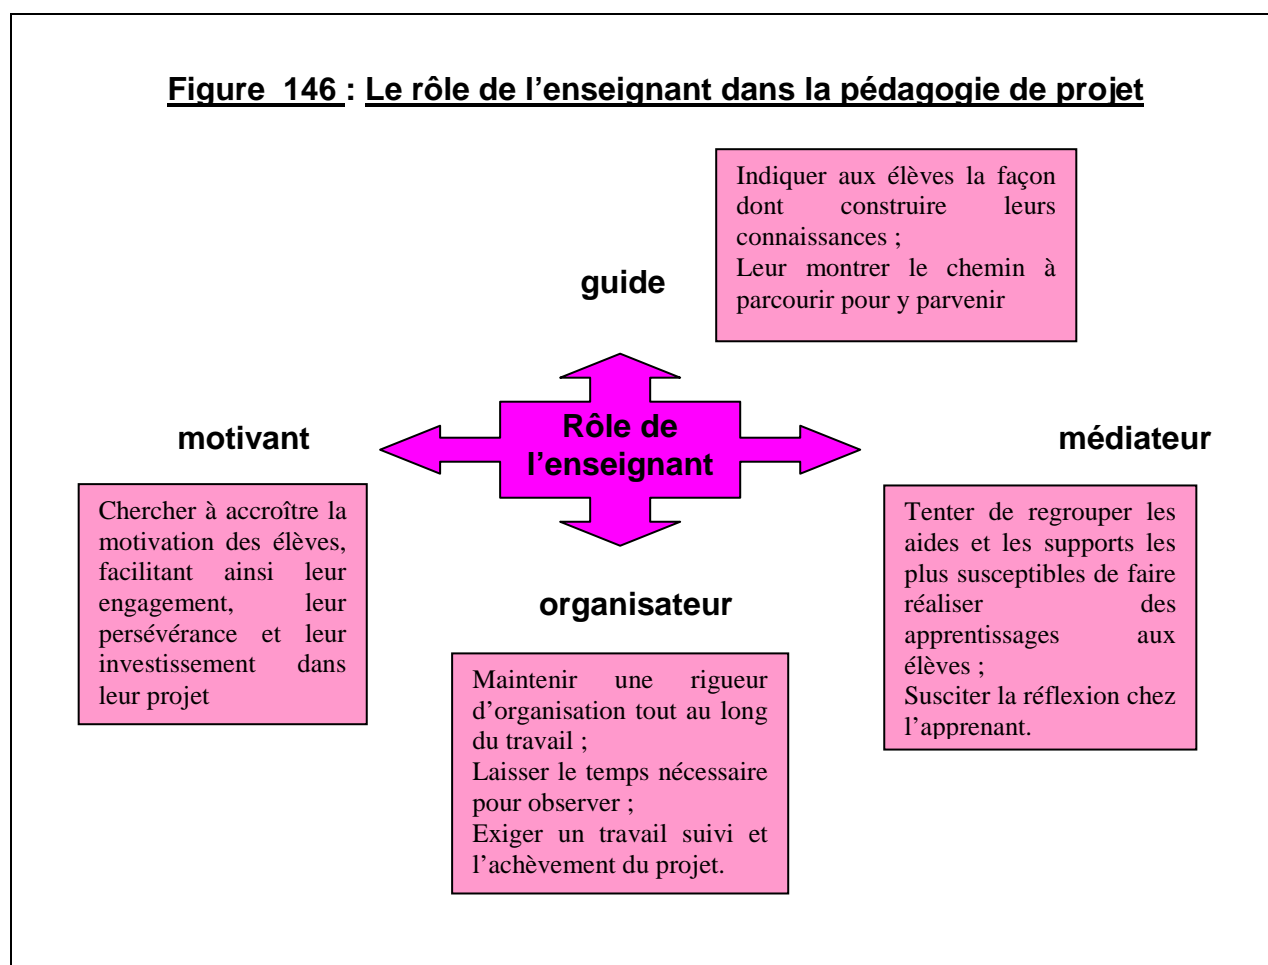 Figure 146 : Le rôle de l’enseignant dans la pédagogie de projet
Indiquer aux élèves la façon
dont construire leurs
connaissances ;
Leur montrer le chemin à
parcourir pour y parvenir
guide
motivant
Rôle de
l’enseignant
médiateur
Chercher à accroître la
motivation des élèves,
facilitant ainsi leur
engagement, leur
persévérance et leur
investissement dans
leur projet
organisateur
Maintenir une rigueur
d’organisation tout au long
du travail ;
Laisser le temps nécessaire
pour observer ;
Exiger un travail suivi et
l’achèvement du projet.
Tenter de regrouper les
aides et les supports les
plus susceptibles de faire
réaliser des
apprentissages aux
élèves ;
Susciter la réflexion chez
l’apprenant.